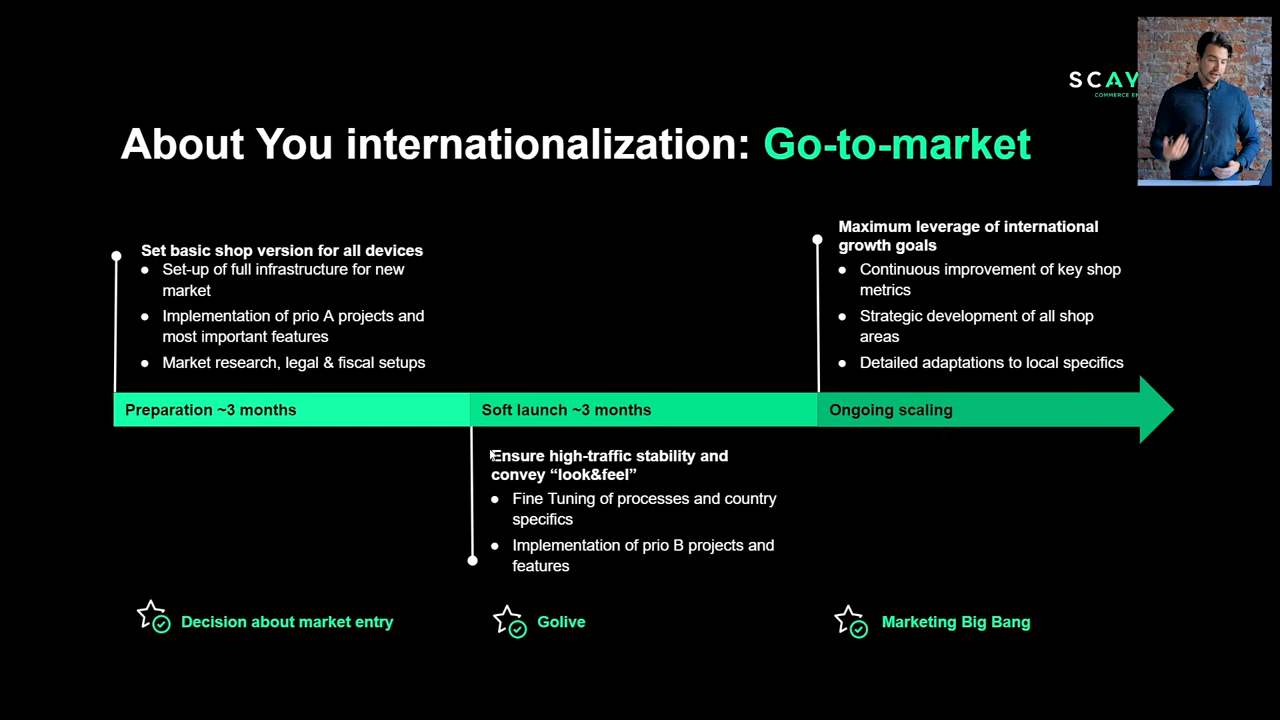 SCAY
COMMERCE EN
About You internationalization: Go-to-market
Set basic shop version for all devices
● Set-up of full infrastructure for new
market
● Implementation of prio A projects and
most important features
● Market research, legal & fiscal setups
Maximum leverage of international
growth goals
● Continuous improvement of key shop
metrics
● Strategic development of all shop
areas
● Detailed adaptations to local specifics
Preparation ~3 months
Soft launch ~3 months
Ongoing scaling
Ensure high-traffic stability and
convey “look&feel”
● Fine Tuning of processes and country
specifics
● Implementation of prio B projects and
features
Decision about market entry
Golive
Marketing Big Bang